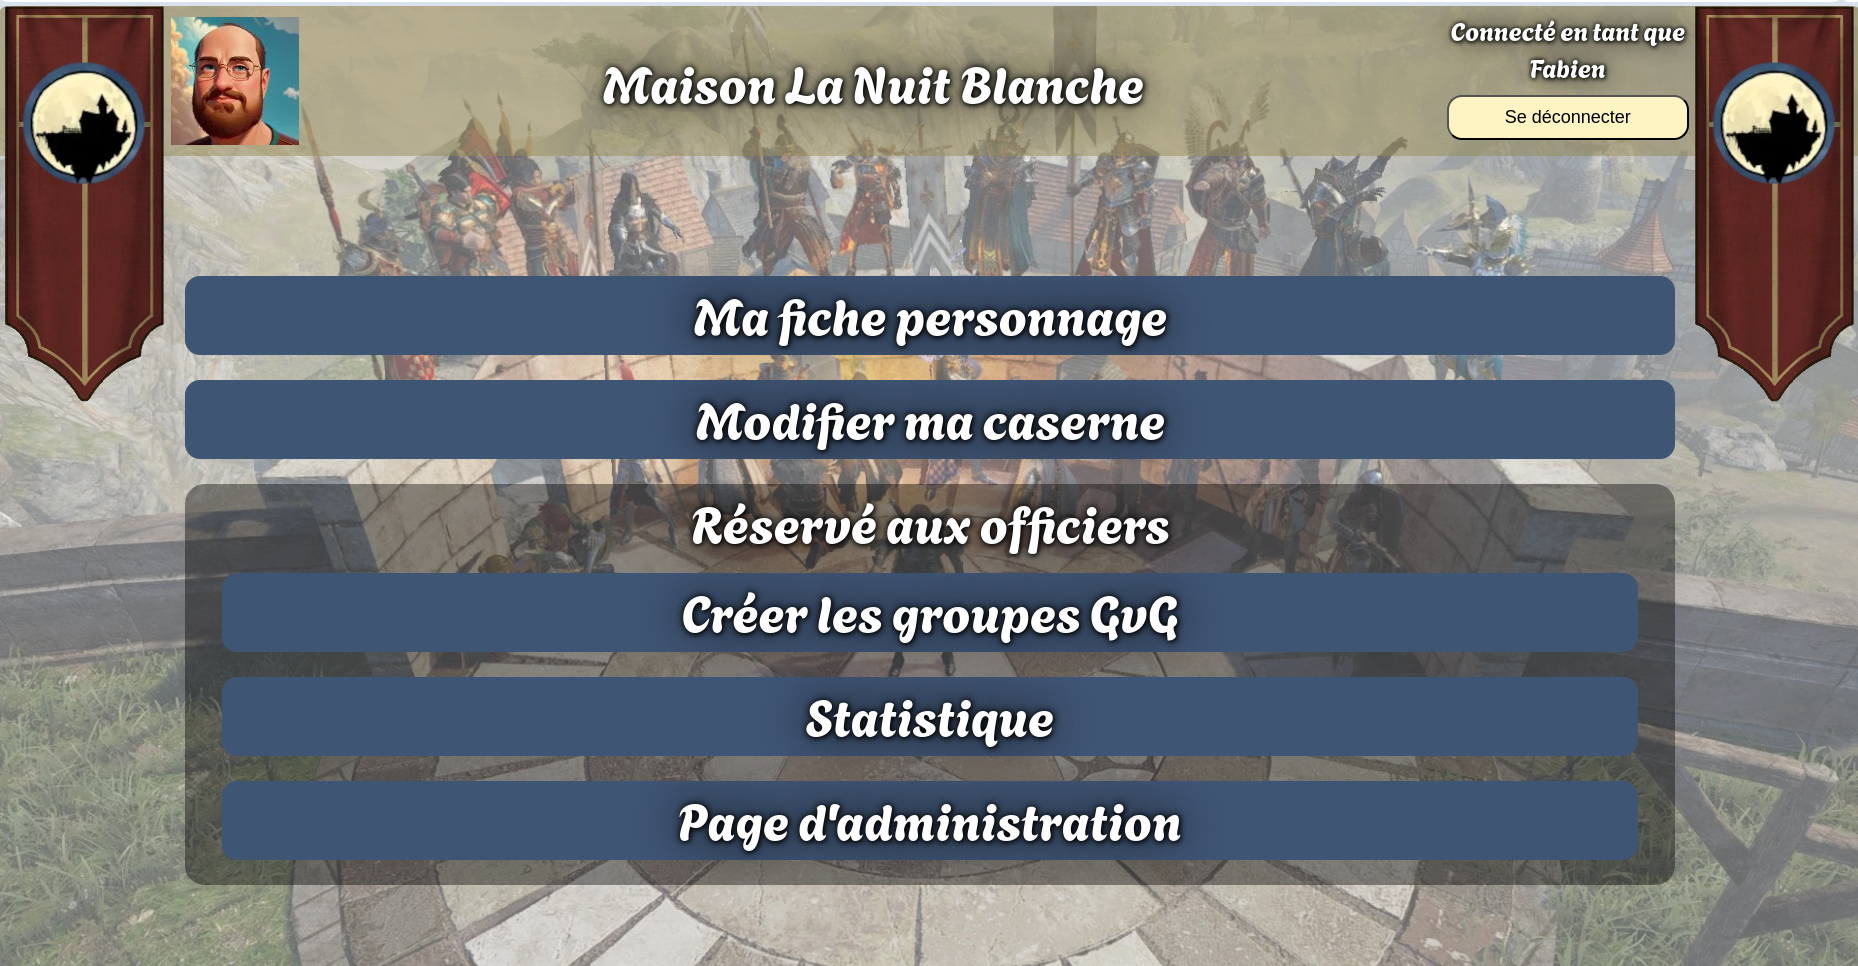 Maison La Nuit Blanche
Connecté en tant que
Fabien
Se déconnecter
Ma fiche personnage
Modifier ma caserne
Réservé aux officiers
Créer les groupes GvG
Statistique
Page d'administration